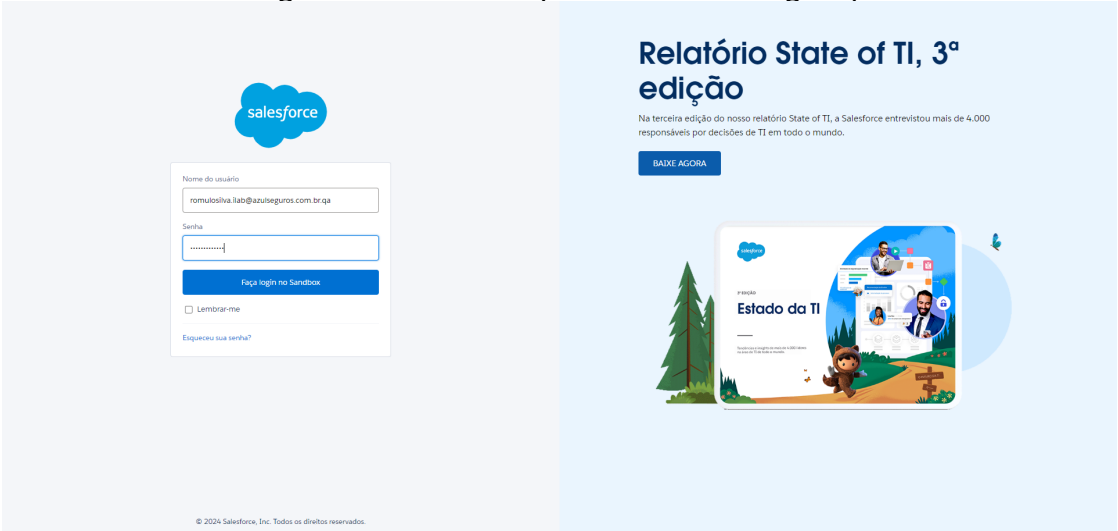 salesforce
Nome do usuário
romulosilva.liab@azulseguros.com.br.qa
Senha
Faça login no Sandbox
Lembrar-me
Esqueceu sua senha?
© 2024 Salesforce, Inc. Todos os direitos reservados.
Relatório State of TI, 3ª
edição
Na terceira edição do nosso relatório State of TI, a Salesforce entrevistou mais de 4.000
responsáveis por decisões de TI em todo o mundo.
BAIXE AGORA
salesforce
3ª EDIÇÃO
Estado da TI